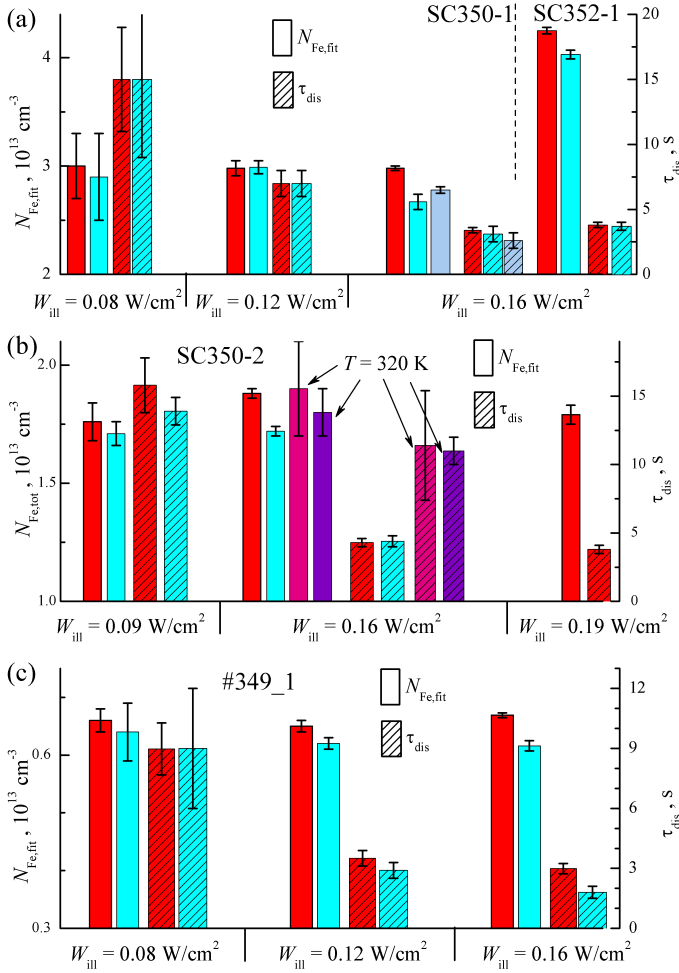 (a)
SC350-1
SC352-1
N_Fe,fit
τ_dis
N_Fe,fit , 10^13 cm^-3
4
3
2
20
15
10
5
0
τ_dis , s
W_ill = 0.08 W/cm^2
W_ill = 0.12 W/cm^2
W_ill = 0.16 W/cm^2
(b)
SC350-2
T = 320 K
N_Fe,fit
τ_dis
N_Fe,tot, 10^13 cm^-3
2.0
1.5
1.0
15
10
5
0
τ_dis, s
W_ill = 0.09 W/cm^2
W_ill = 0.16 W/cm^2
W_ill = 0.19 W/cm^2
(c)
#349_1
N_Fe,fit
τ_dis
N_Fe,fit , 10^13 cm^-3
0.6
0.3
12
9
6
3
0
τ_dis, s
W_ill = 0.08 W/cm^2
W_ill = 0.12 W/cm^2
W_ill = 0.16 W/cm^2